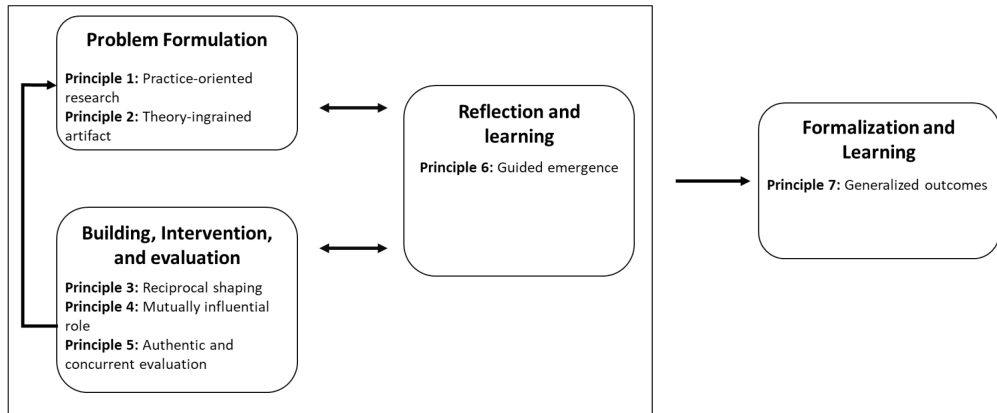 Problem Formulation
Principle 1: Practice-oriented
research
Principle 2: Theory-ingrained
artifact
Building, Intervention,
and evaluation
Principle 3: Reciprocal shaping
Principle 4: Mutually influential
role
Principle 5: Authentic and
concurrent evaluation
Reflection and
learning
Principle 6: Guided emergence
Formalization and
Learning
Principle 7: Generalized outcomes